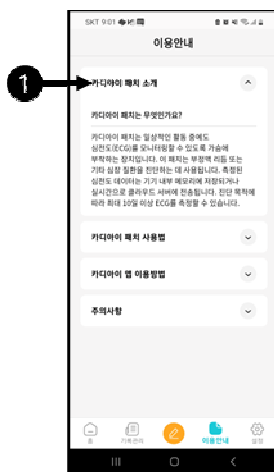 SKT 9:01
이용안내
1
카디아이 패치 소개
카디아이 패치는 무엇인가요?
카디아이 패치는 일상적인 활동 중에도
심전도(ECG)를 모니터링할 수 있도록 가슴에
부착하는 장치입니다. 이 패치는 부정맥 리듬 또는
기타 심장 질환을 진단하는 데 사용됩니다. 측정된
심전도 데이터는 기기 내부 메모리에 저장되거나
실시간으로 클라우드 서버에 전송됩니다. 진단 목적에
따라 최대 10일 이상 ECG를 측정할 수 있습니다.
카디아이 패치 사용법
카디아이 앱 이용방법
주의사항
홈 기록관리 이용안내 설정